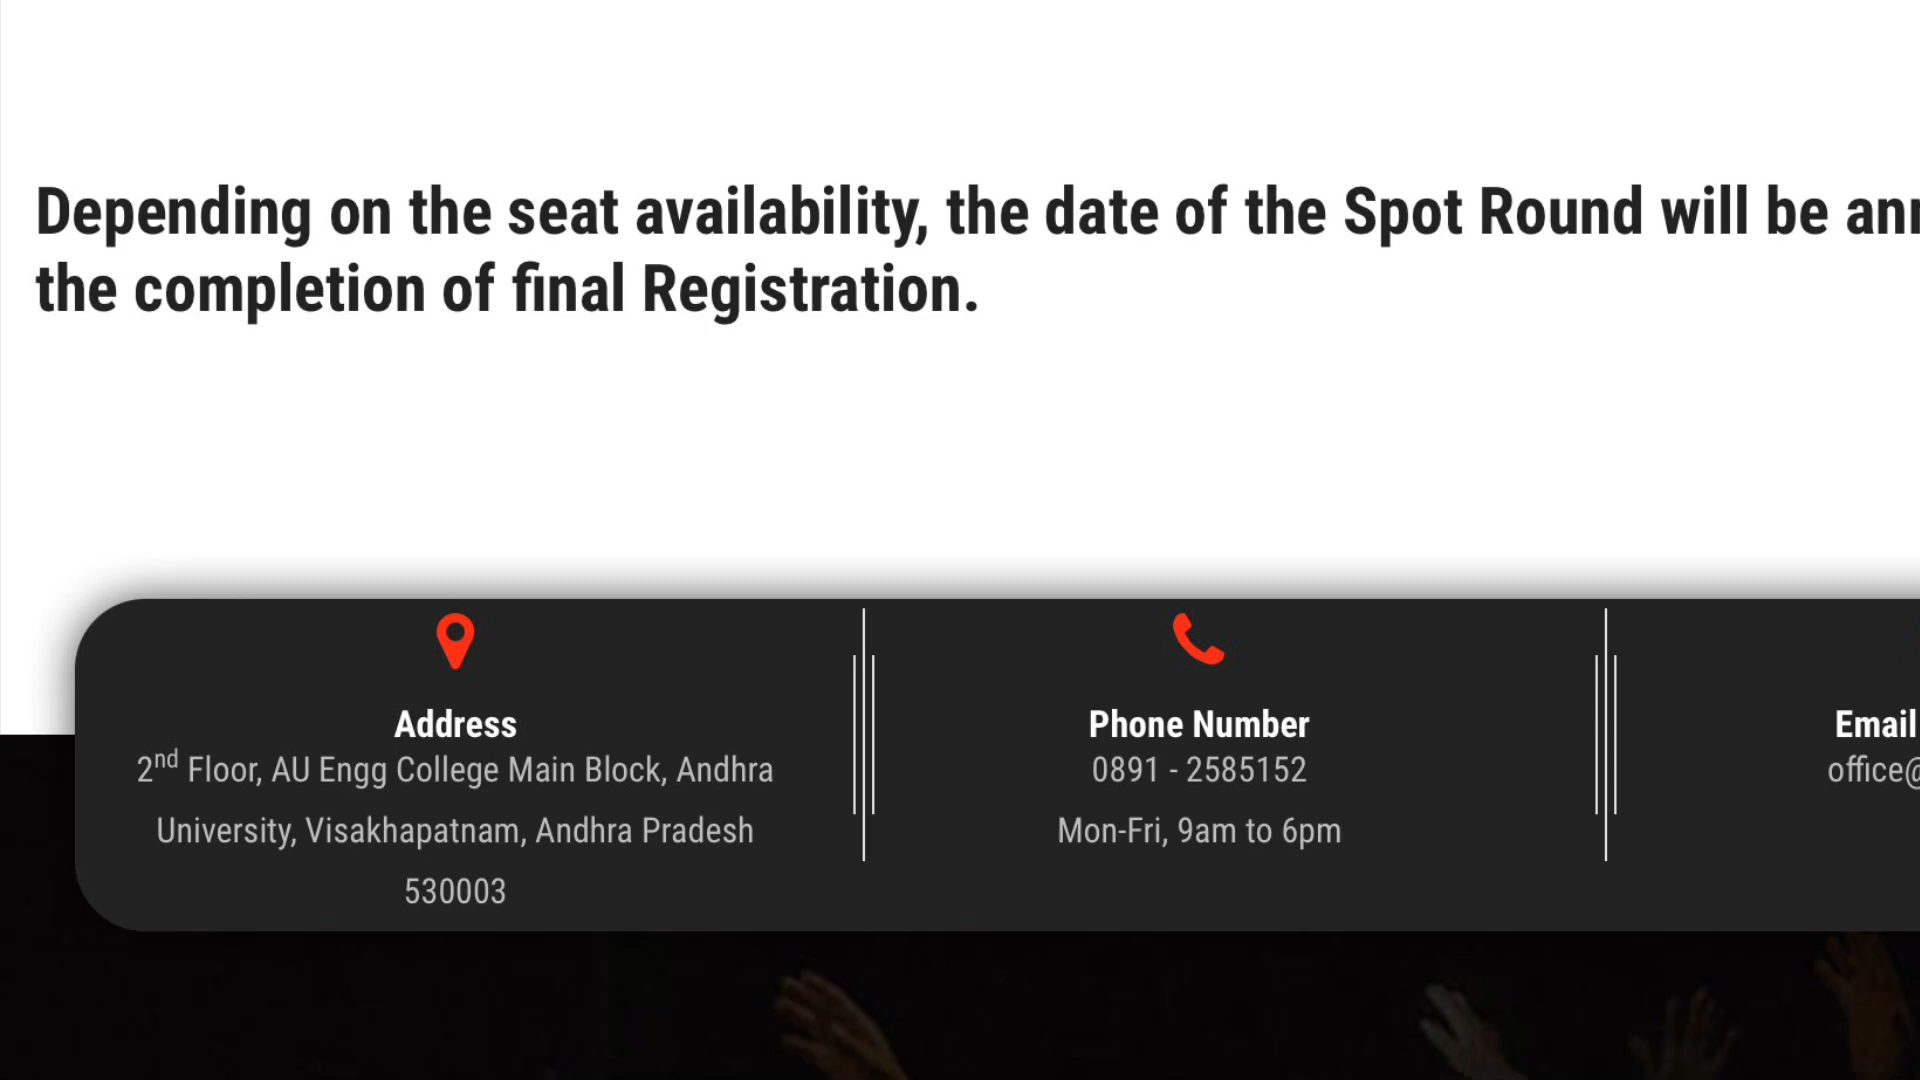 Depending on the seat availability, the date of the Spot Round will be
the completion of final Registration.
Address
2nd Floor, AU Engg College Main Block, Andhra
University, Visakhapatnam, Andhra Pradesh
530003
Phone Number
0891 - 2585152
Mon-Fri, 9am to 6pm
Email
office@